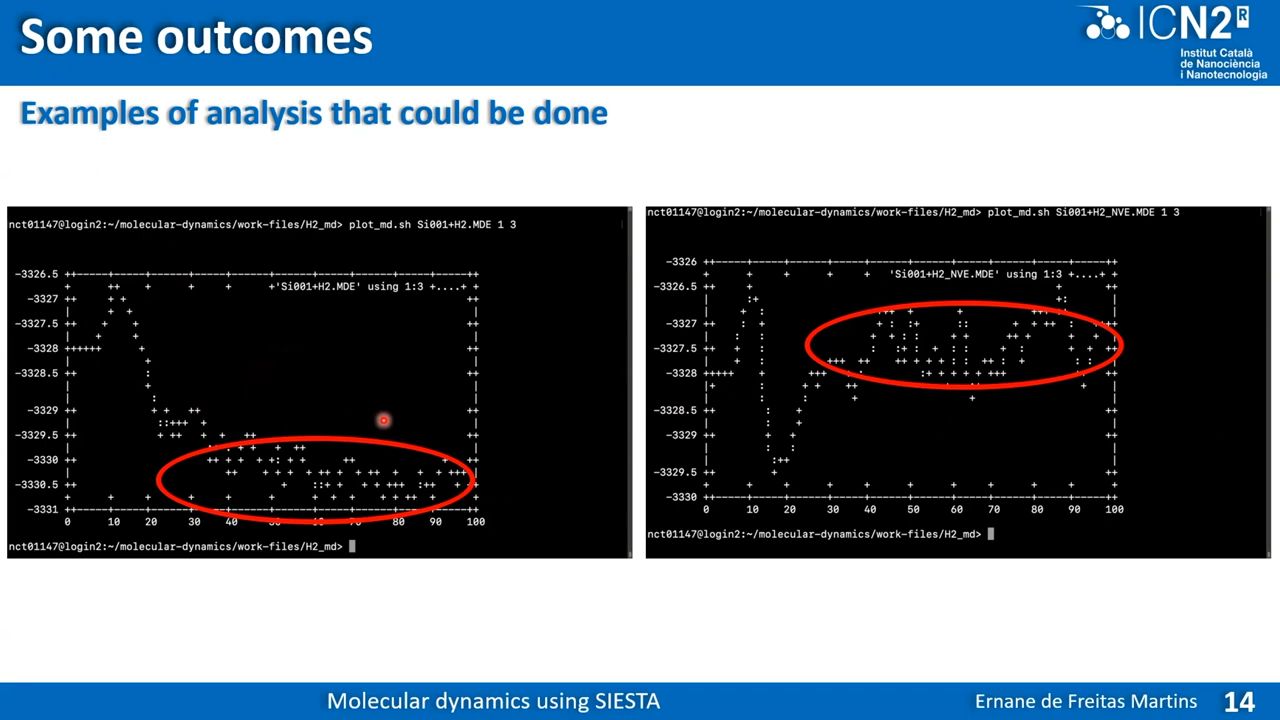 Some outcomes
ICN2R
Institut Català
de Nanociència
i Nanotecnologia
Examples of analysis that could be done
nct01147@login2:~/molecular-dynamics/work-files/H2_md> plot_md.sh Si001+H2.MDE 1 3
'Si001+H2.MDE' using 1:3 +....+
-3326.5
-3327
-3327.5
-3328
-3328.5
-3329
-3329.5
-3330
-3330.5
-3331
0 10 20 30 40 50 60 70 80 90 100
nct01147@login2:~/molecular-dynamics/work-files/H2_md>
nct01147@login2:~/molecular-dynamics/work-files/H2_md> plot_md.sh Si001+H2_NVE.MDE 1 3
'Si001+H2_NVE.MDE' using 1:3 +....+
-3326
-3326.5
-3327
-3327.5
-3328
-3328.5
-3329
-3329.5
-3330
0 10 20 30 40 50 60 70 80 90 100
nct01147@login2:~/molecular-dynamics/work-files/H2_md>
Molecular dynamics using SIESTA
Ernane de Freitas Martins
14